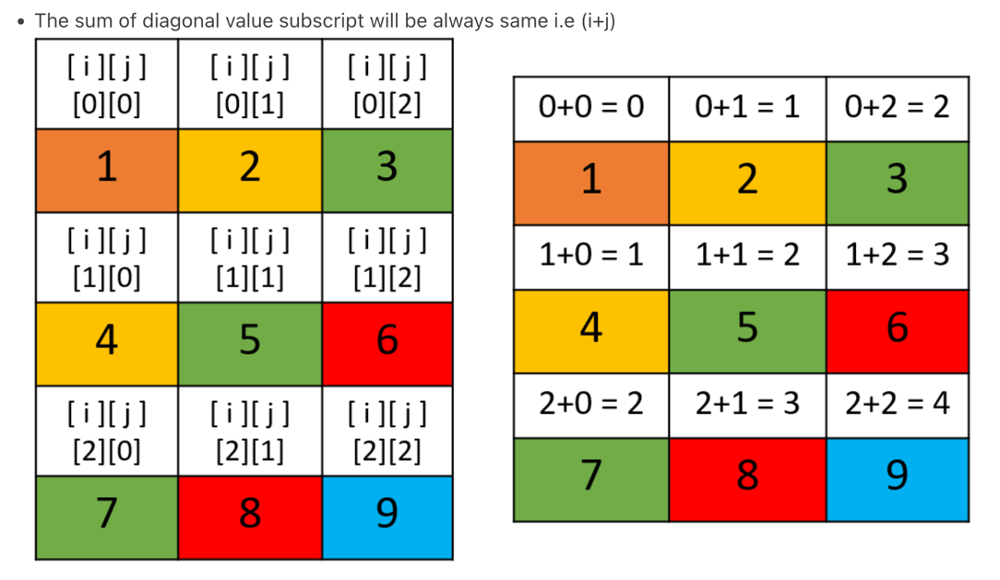 • The sum of diagonal value subscript will be always same i.e (i+j)
[i][j] [i][j] [i][j]
[0][0] [0][1] [0][2]
1 2 3
[i][j] [i][j] [i][j]
[1][0] [1][1] [1][2]
4 5 6
[i][j] [i][j] [i][j]
[2][0] [2][1] [2][2]
7 8 9
0+0 = 0 0+1 = 1 0+2 = 2
1 2 3
1+0 = 1 1+1 = 2 1+2 = 3
4 5 6
2+0 = 2 2+1 = 3 2+2 = 4
7 8 9